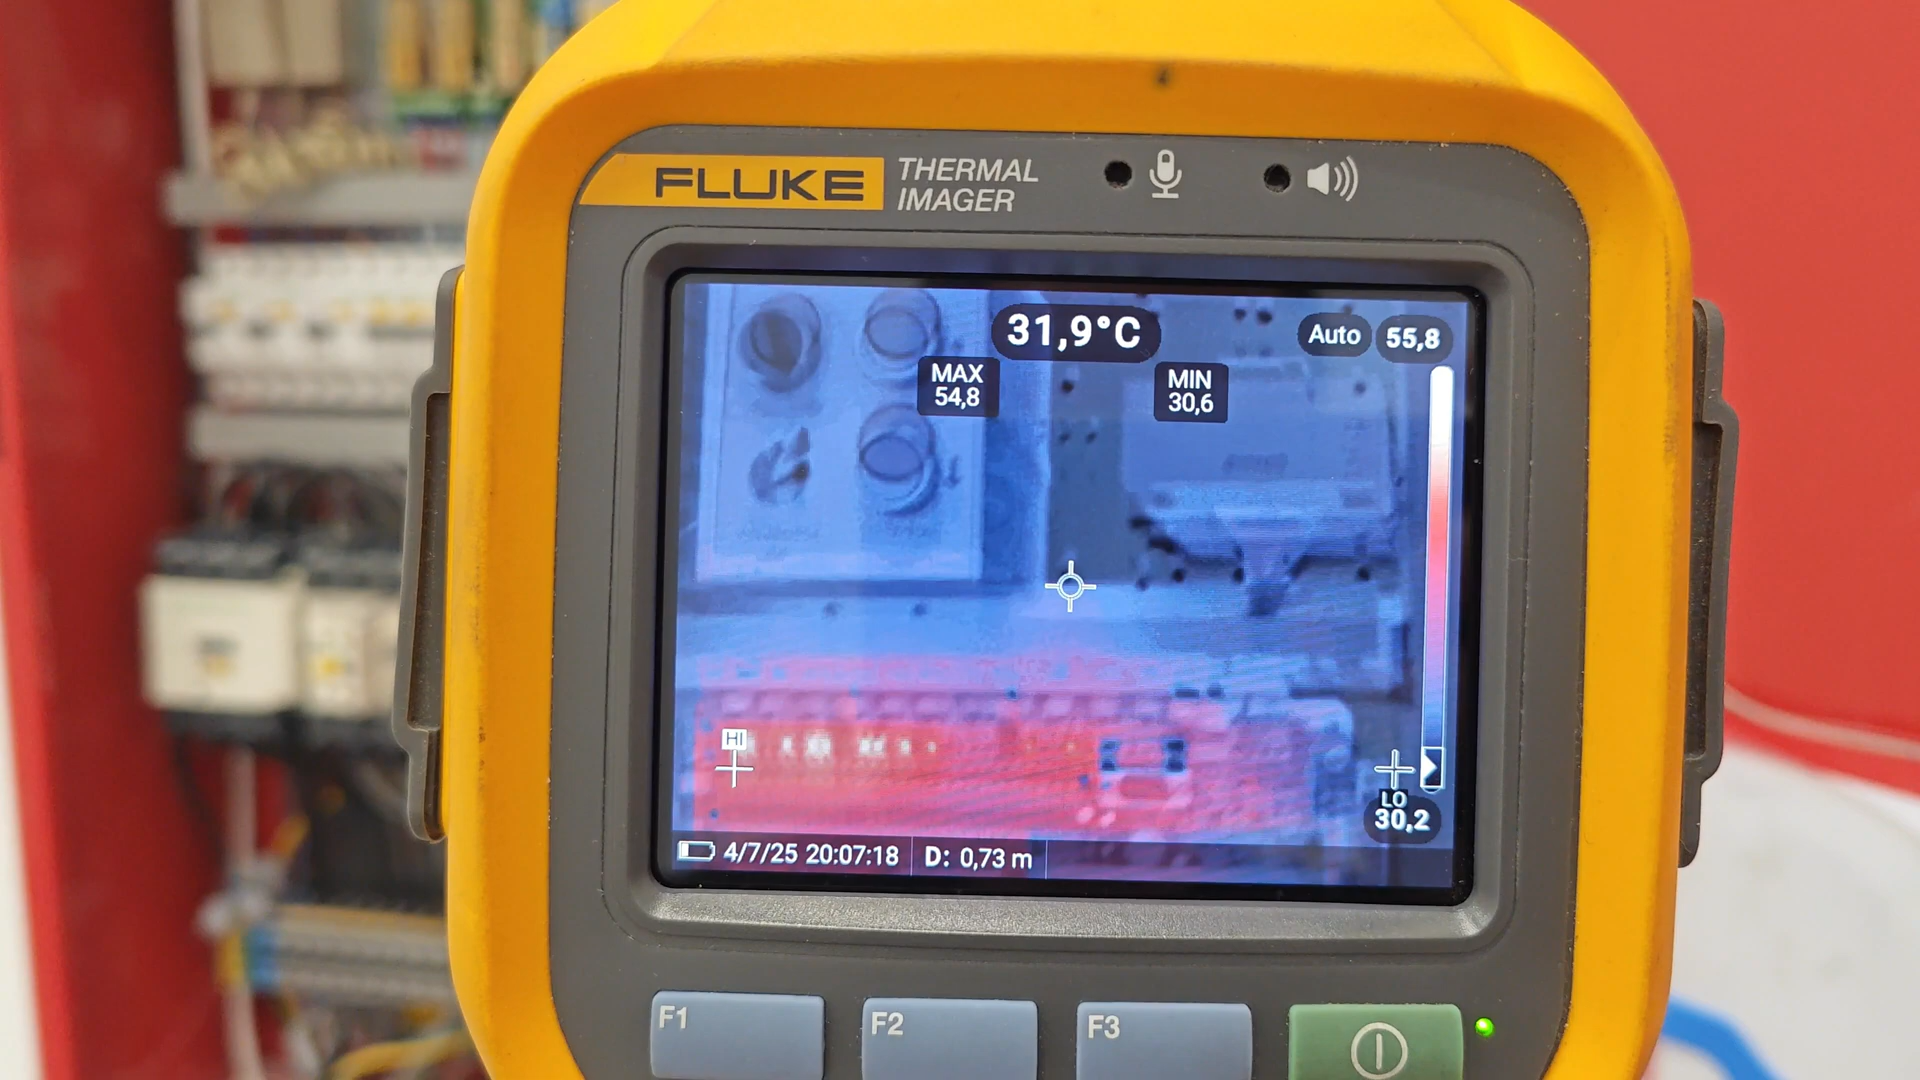 FLUKE THERMAL IMAGER
31,9°C
Auto 55,8
MAX 54,8
MIN 30,6
HI
LO
30,2
4/7/25 20:07:18 D: 0,73 m
F1 F2 F3